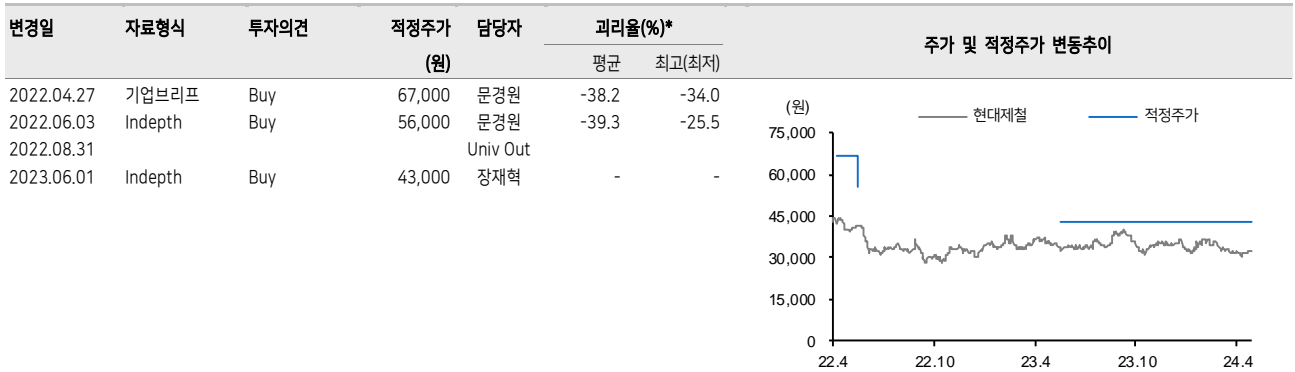 변경일 자료형식 투자의견 적정주가 담당자 괴리율(%)* 주가 및 적정주가 변동추이
(원) 평균 최고(최저)
2022.04.27 기업브리프 Buy 67,000 문경원 -38.2 -34.0
2022.06.03 Indepth Buy 56,000 문경원 -39.3 -25.5
2022.08.31 Univ Out
2023.06.01 Indepth Buy 43,000 장재혁 - -
(원) 현대제철 적정주가
75,000
60,000
45,000
30,000
15,000
0
22.4 22.10 23.4 23.10 24.4